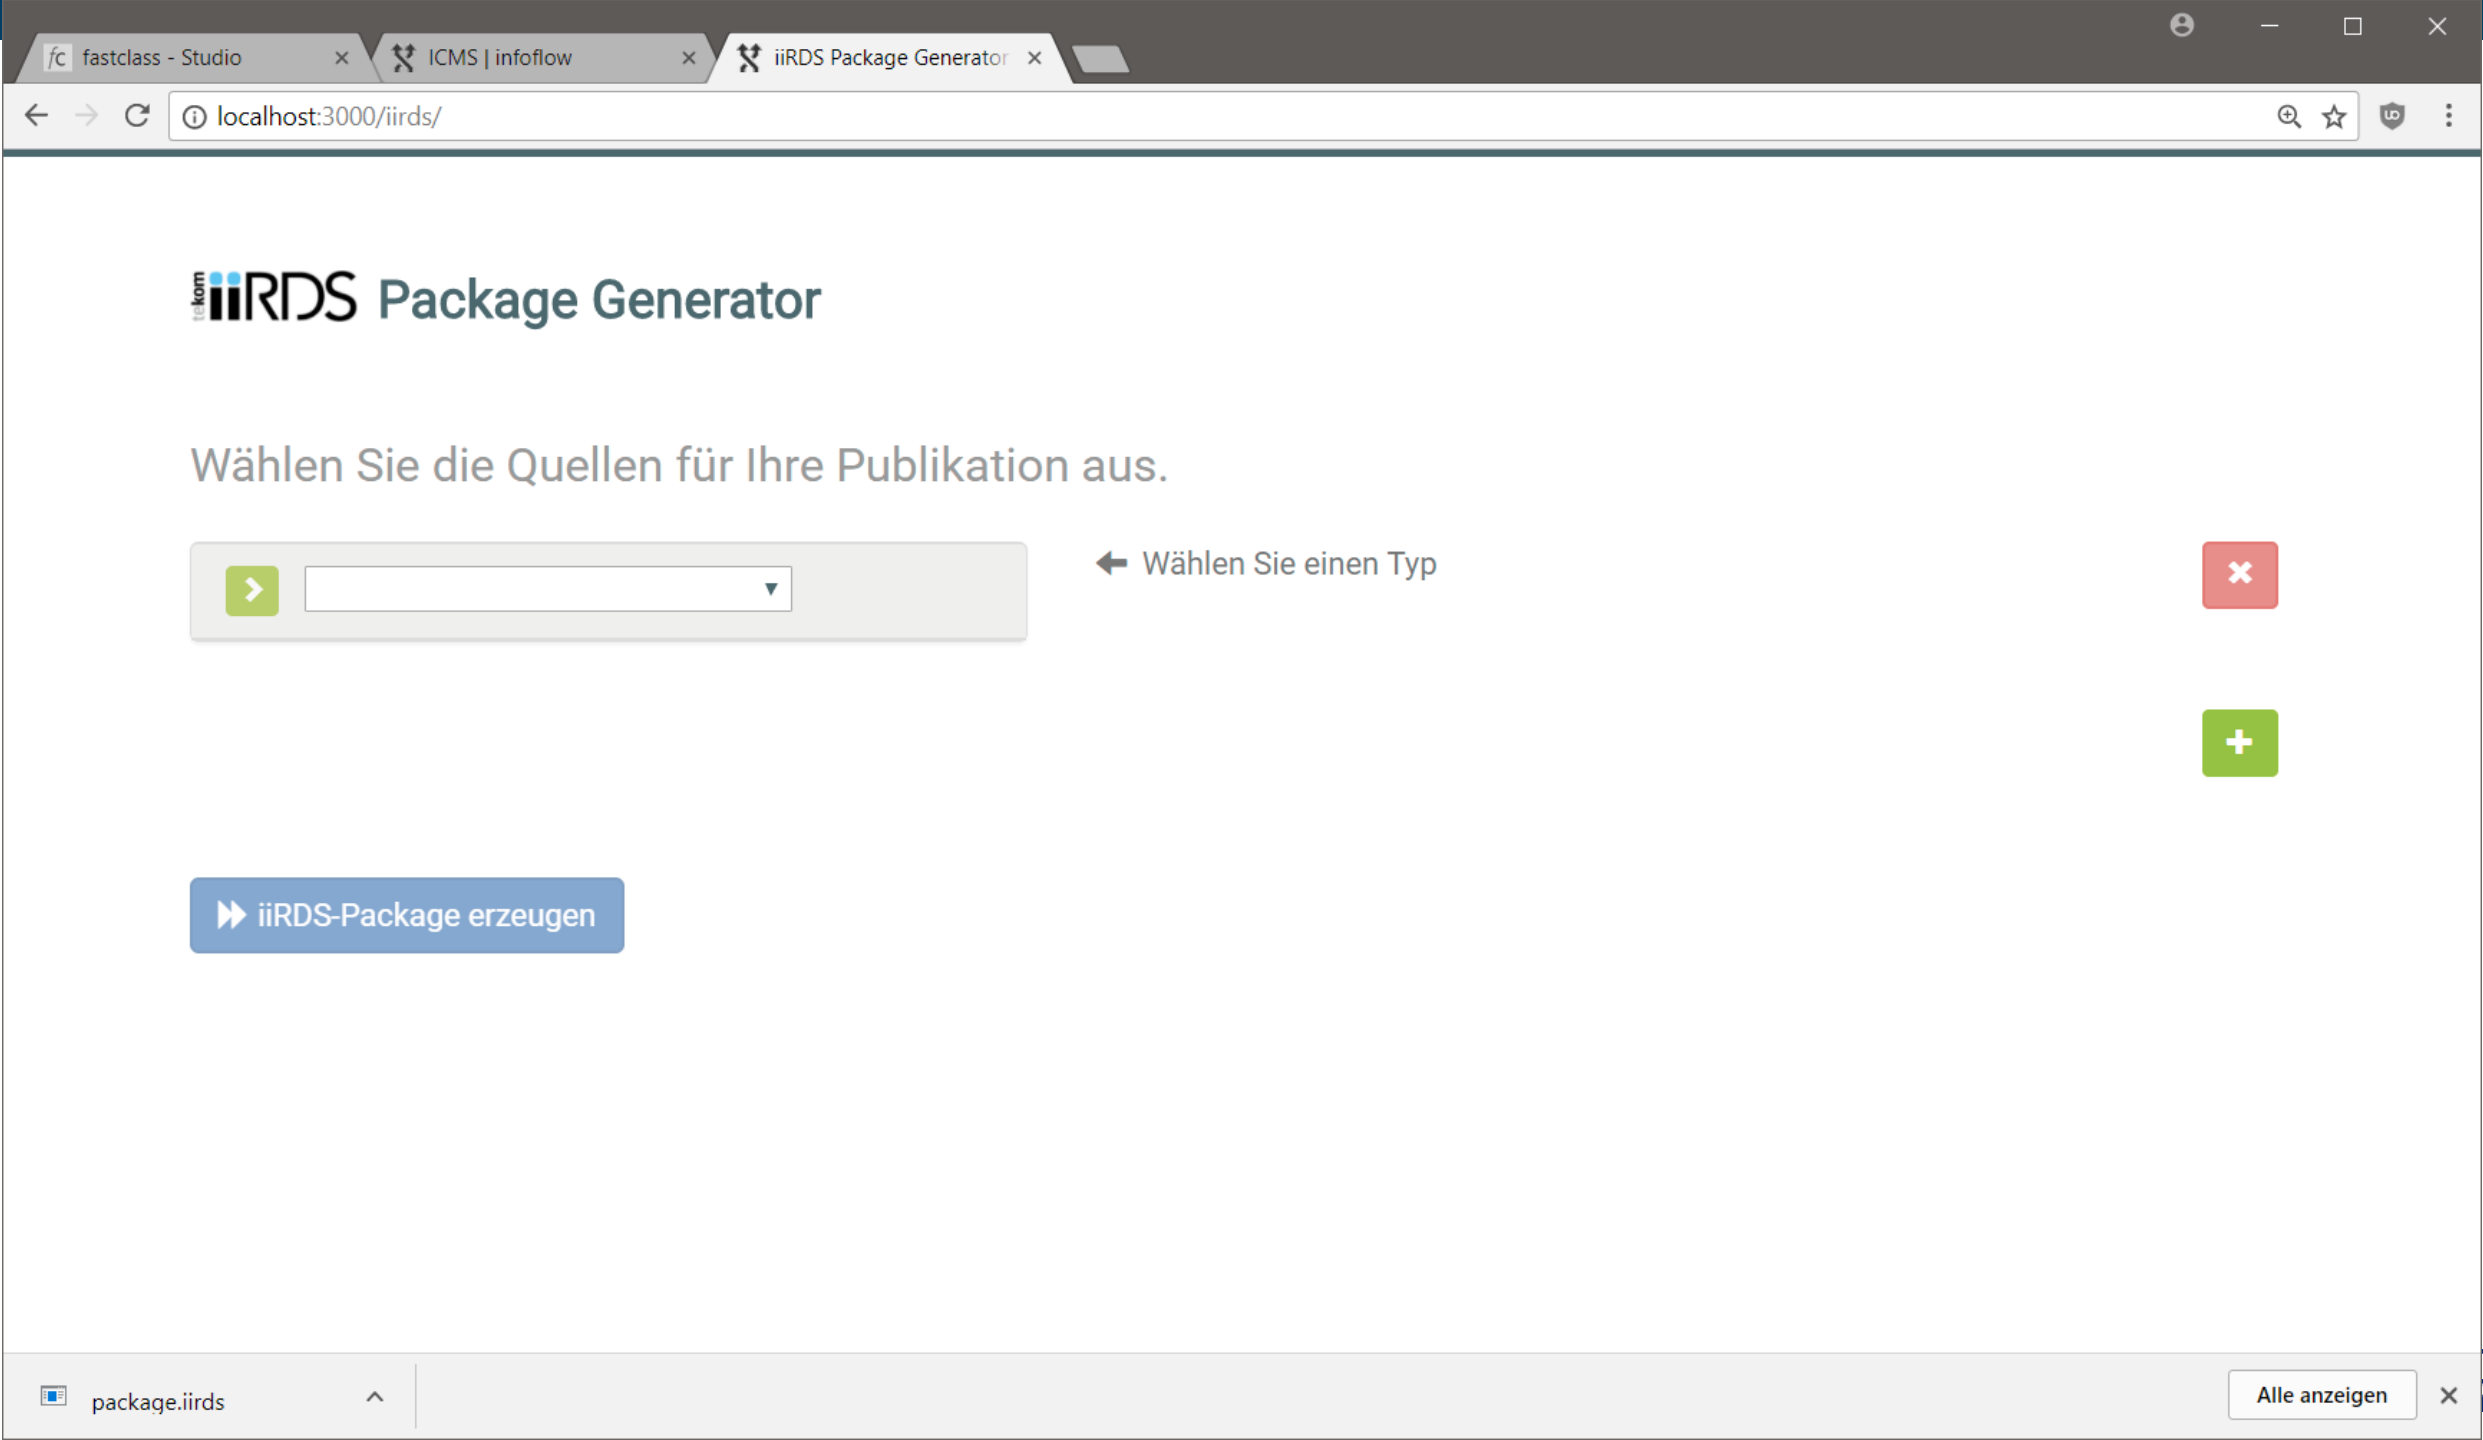 fc fastclass - Studio
ICMS | infoflow
iiRDS Package Generator
localhost:3000/iirds/
tekom iiRDS Package Generator
Wählen Sie die Quellen für Ihre Publikation aus.
Wählen Sie einen Typ
iiRDS-Package erzeugen
package.iirds
Alle anzeigen